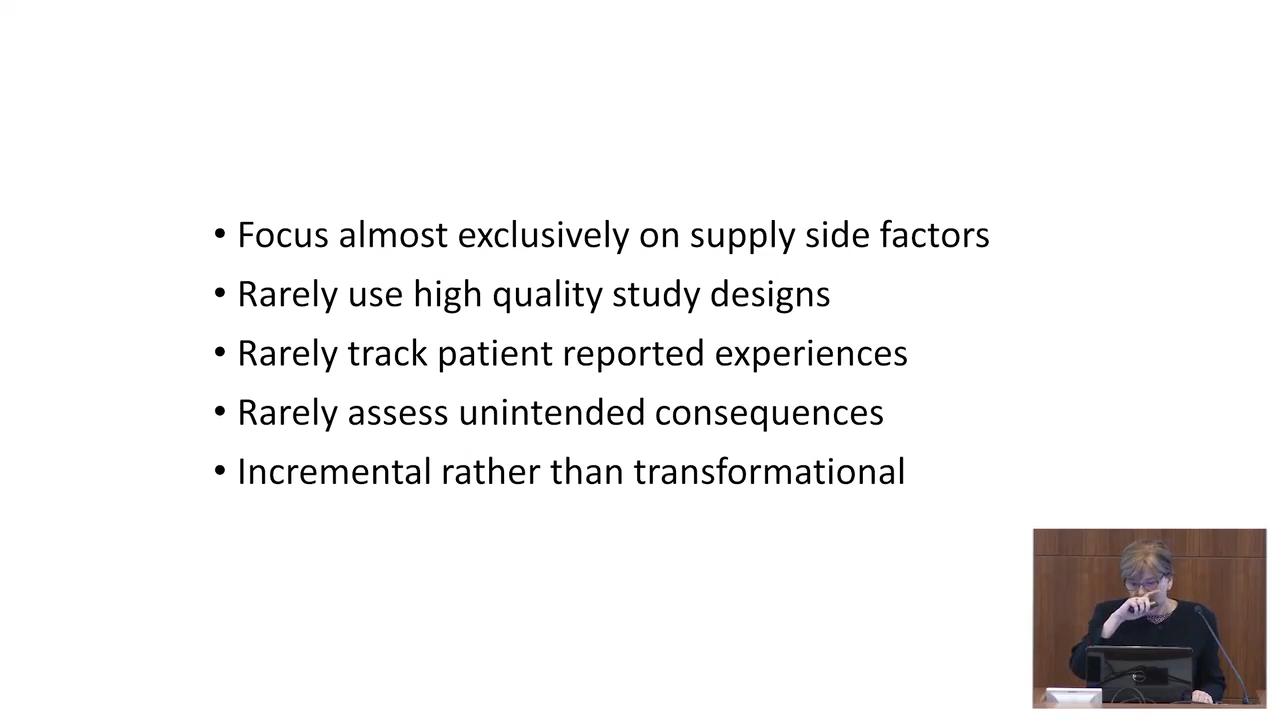 • Focus almost exclusively on supply side factors
• Rarely use high quality study designs
• Rarely track patient reported experiences
• Rarely assess unintended consequences
• Incremental rather than transformational